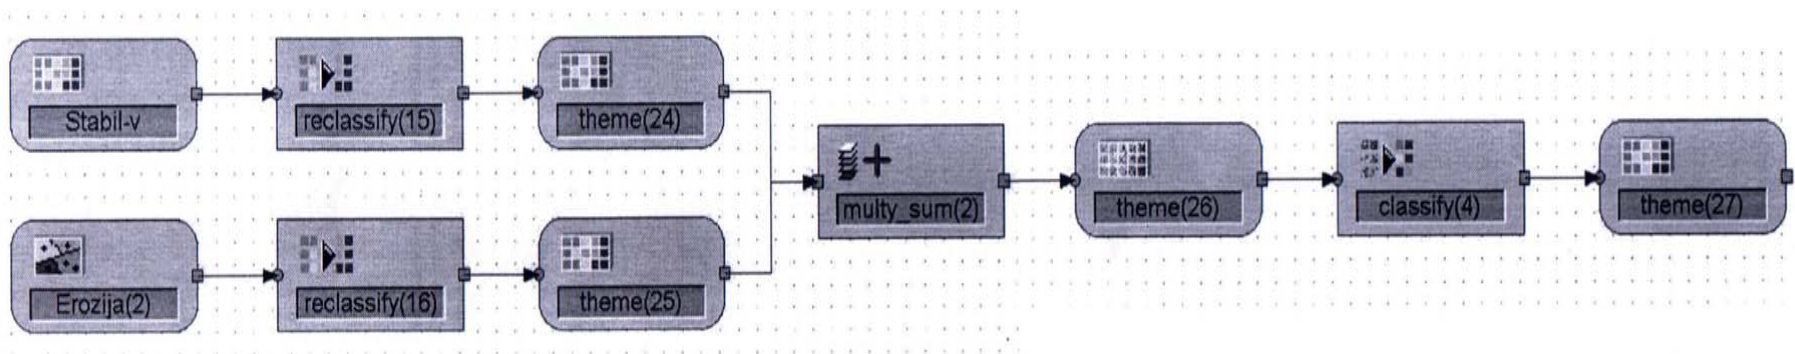 Stabil-v
reclassify(15)
theme(24)
Erozija(2)
reclassify(16)
theme(25)
multy_sum(2)
theme(26)
classify(4)
theme(27)